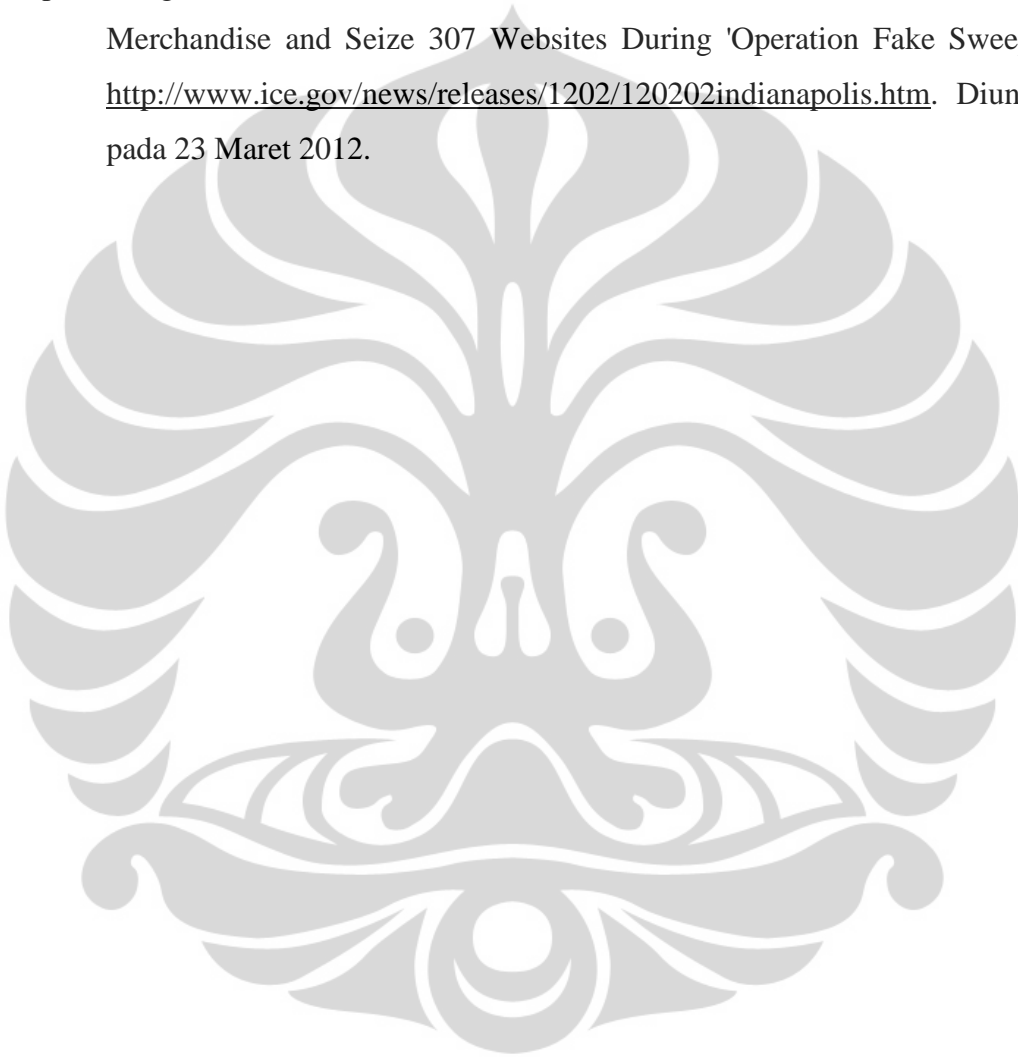 Merchandise and Seize 307 Websites During 'Operation Fake Swee
http://www.ice.gov/news/releases/1202/120202indianapolis.htm. Diun
pada 23 Maret 2012.